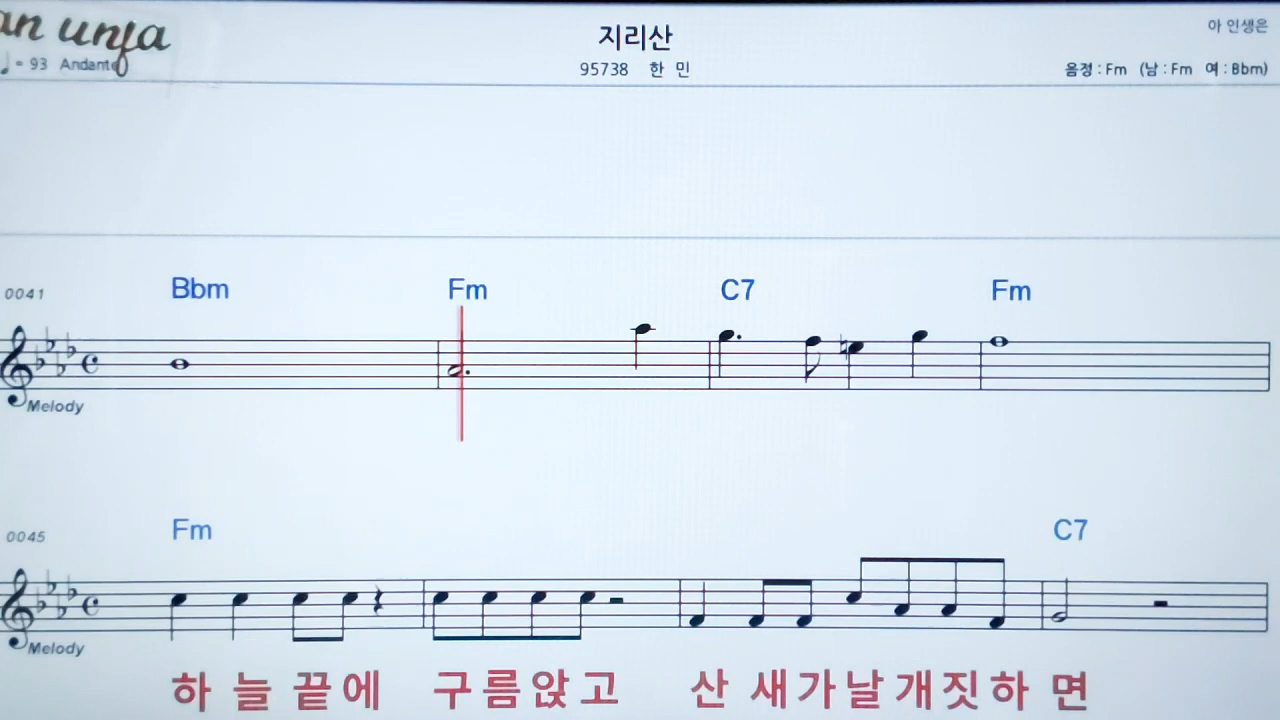 an unfa
지리산
아 인생은
♩= 93 Andante
95738 한 민
음정 : Fm (남 : Fm 여 : Bbm)
0041 Bbm Fm C7 Fm
Melody
0045 Fm C7
Melody
하 늘 끝에 구름앉고 산 새가날개짓하 면